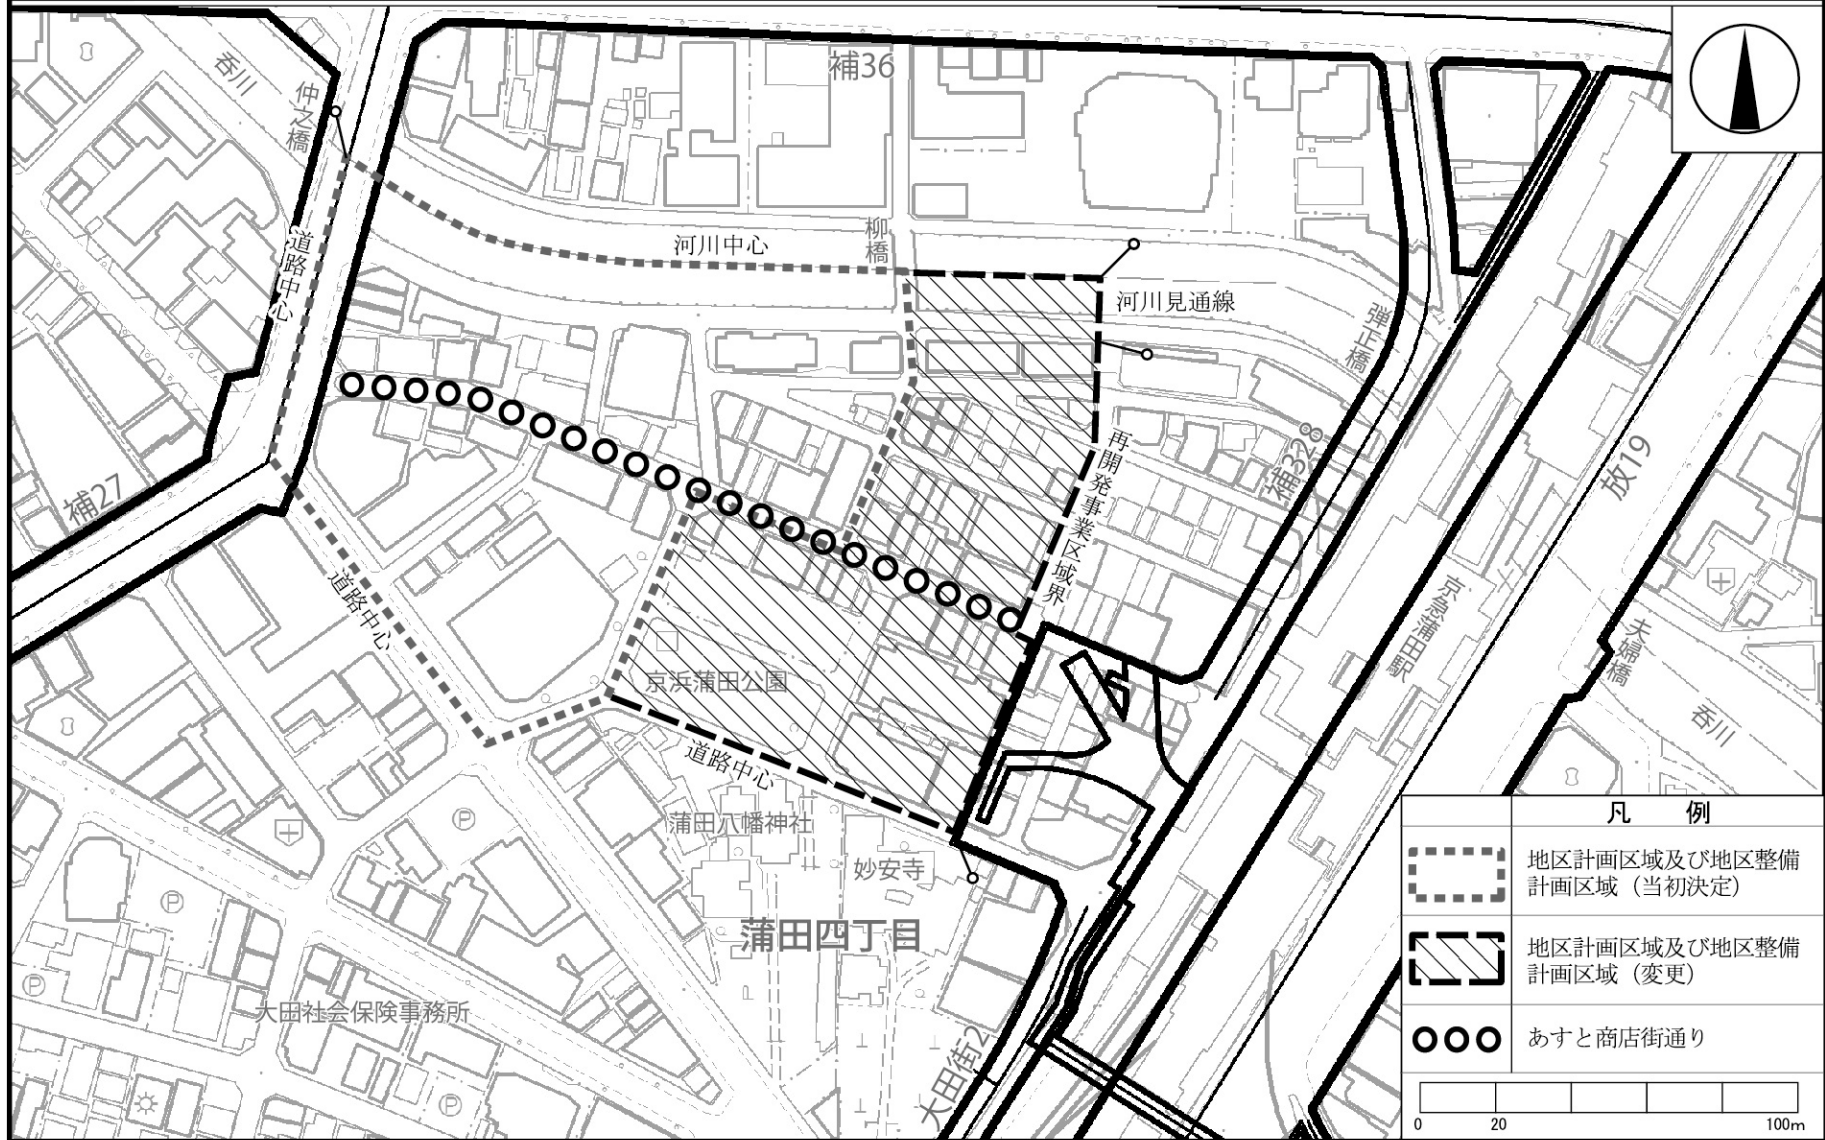 補36
呑川
仲之橋
道路中心
河川中心
柳橋
河川見通線
弾正橋
補328
再開発事業区域界
放19
補27
道路中心
京急蒲田駅
夫婦橋
呑川
京浜蒲田公園
道路中心
蒲田八幡神社
妙安寺
蒲田四丁目
大田社会保険事務所
大田街2
P
P
P
P
凡 例
地区計画区域及び地区整備
計画区域（当初決定）
地区計画区域及び地区整備
計画区域（変更）
あすと商店街通り
0 20 100m